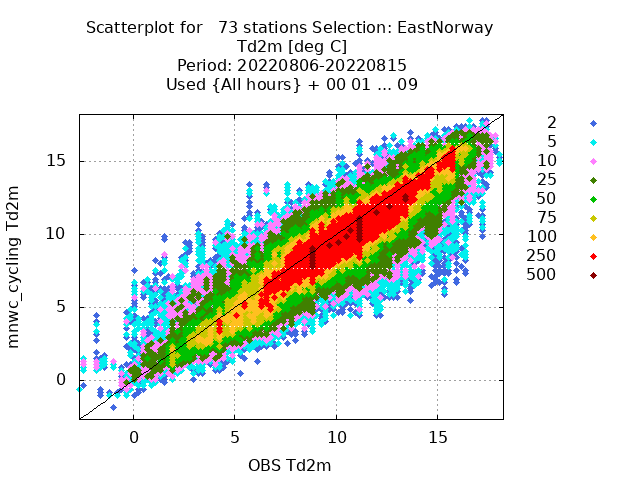 Scatterplot for   73 stations Selection: EastNorway
Td2m [deg C]
Period: 20220806-20220815
Used {All hours} + 00 01 ... 09
2
5
10
25
50
75
100
250
500
15
10
5
0
mnwc_cycling Td2m
0 5 10 15
OBS Td2m